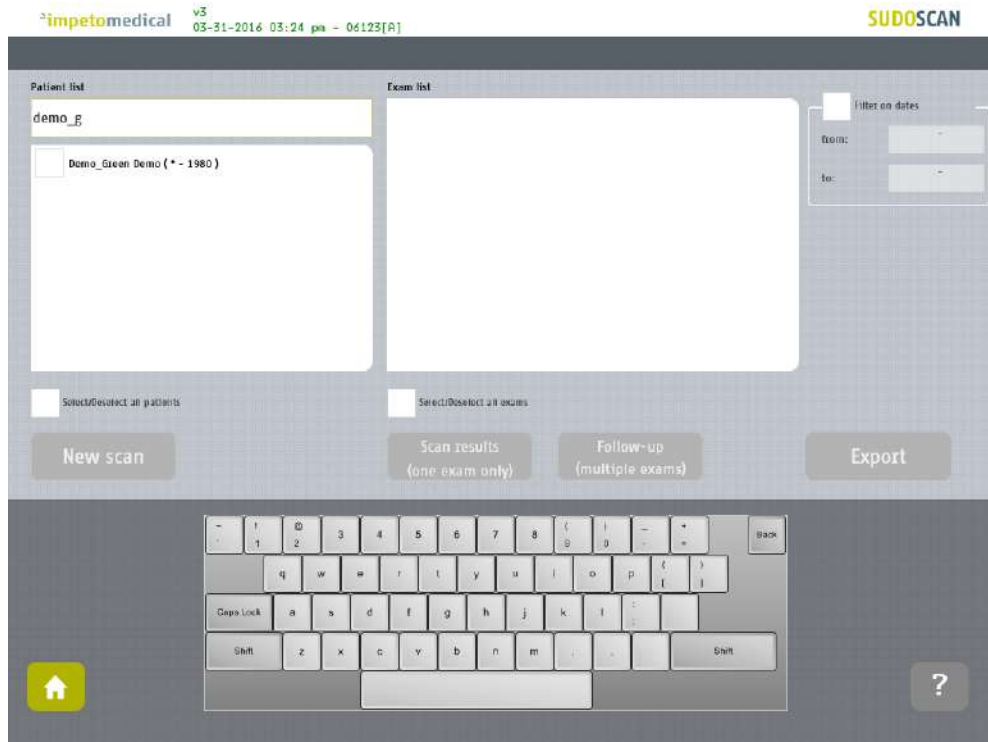 impetomedical
v3
03-31-2016 03:24 pm - 06123[A]
SUDOSCAN
Patient list
Exam list
demo_g
Filter on dates
from: -
to: -
Demo_Green Demo ( * - 1980 )
Select/Deselect all patients
Select/Deselect all exams
New scan
Scan results
(one exam only)
Follow-up
(multiple exams)
Export
~ ! @ ( ) _ +
1 2 3 4 5 6 7 8 9 0 - = Back
q w e r t y u i o p { [ } ]
Caps Lock a s d f g h j k l : ;
Shift z x c v b n m , . Shift
?